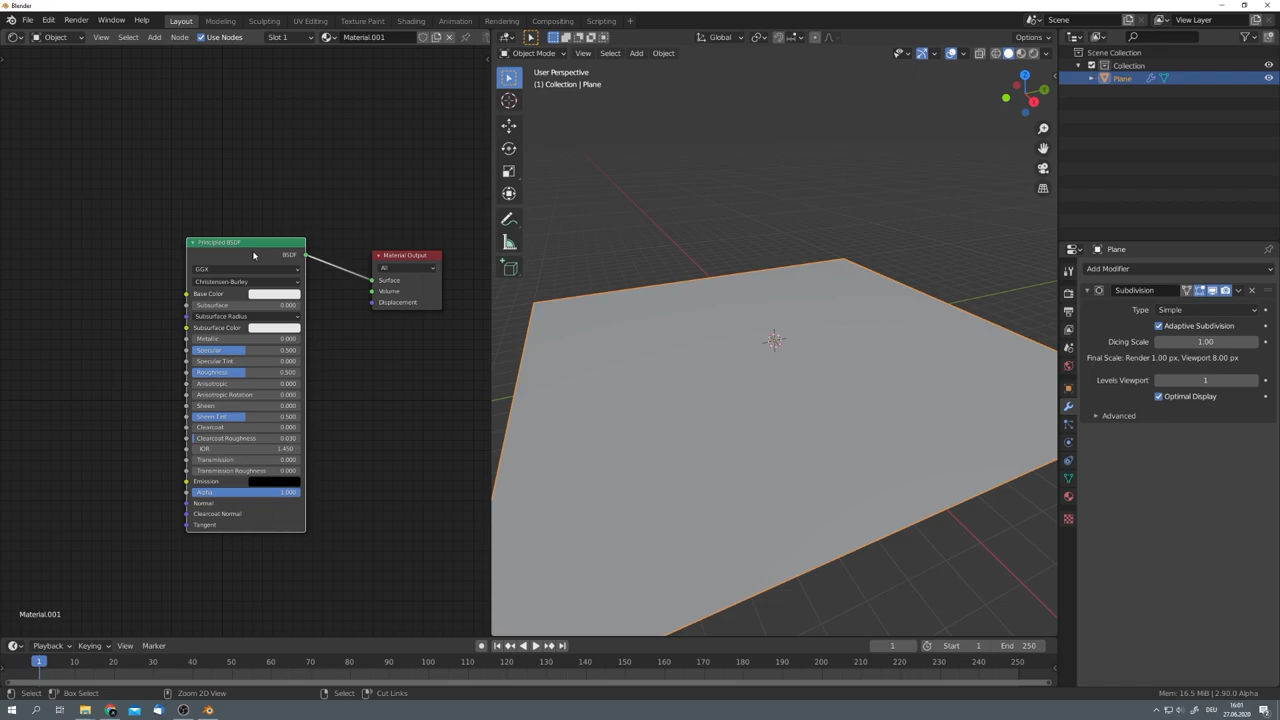 Blender
File Edit Render Window Help Layout Modeling Sculpting UV Editing Texture Paint Shading Animation Rendering Compositing Scripting + Scene View Layer
Object View Select Add Node Use Nodes Slot 1 Material.001
Global Options
Object Mode View Select Add Object
User Perspective
(1) Collection | Plane
Scene Collection
Collection
Plane
Principled BSDF
BSDF
GGX
Christensen-Burley
Base Color
Subsurface 0.000
Subsurface Radius
Subsurface Color
Metallic 0.000
Specular 0.500
Specular Tint 0.000
Roughness 0.500
Anisotropic 0.000
Anisotropic Rotation 0.000
Sheen 0.000
Sheen Tint 0.500
Clearcoat 0.000
Clearcoat Roughness 0.030
IOR 1.450
Transmission 0.000
Transmission Roughness 0.000
Emission
Alpha 1.000
Normal
Clearcoat Normal
Tangent
Material Output
All
Surface
Volume
Displacement
Material.001
Plane
Add Modifier
Subdivision
Type Simple
Adaptive Subdivision
Dicing Scale 1.00
Final Scale: Render 1.00 px, Viewport 8.00 px
Levels Viewport 1
Optimal Display
Advanced
Playback Keying View Marker 1 Start 1 End 250
1 10 20 30 40 50 60 70 80 90 100 110 120 130 140 150 160 170 180 190 200 210 220 230 240 250
Select Box Select Zoom 2D View Select Cut Links Mem: 16.5 MiB | 2.90.0 Alpha
DEU 16:01
27.06.2020